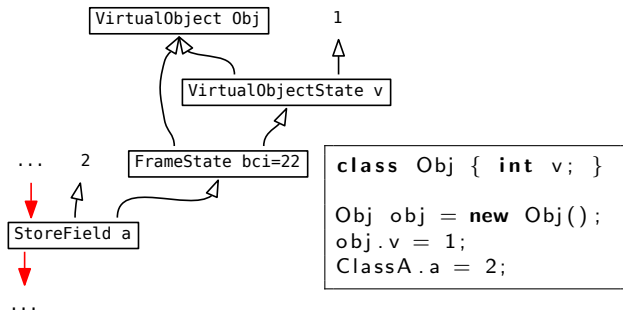 VirtualObject Obj
1
VirtualObjectState v
... 2 FrameState bci=22
StoreField a
...
class Obj { int v; }
Obj obj = new Obj();
obj.v = 1;
ClassA.a = 2;